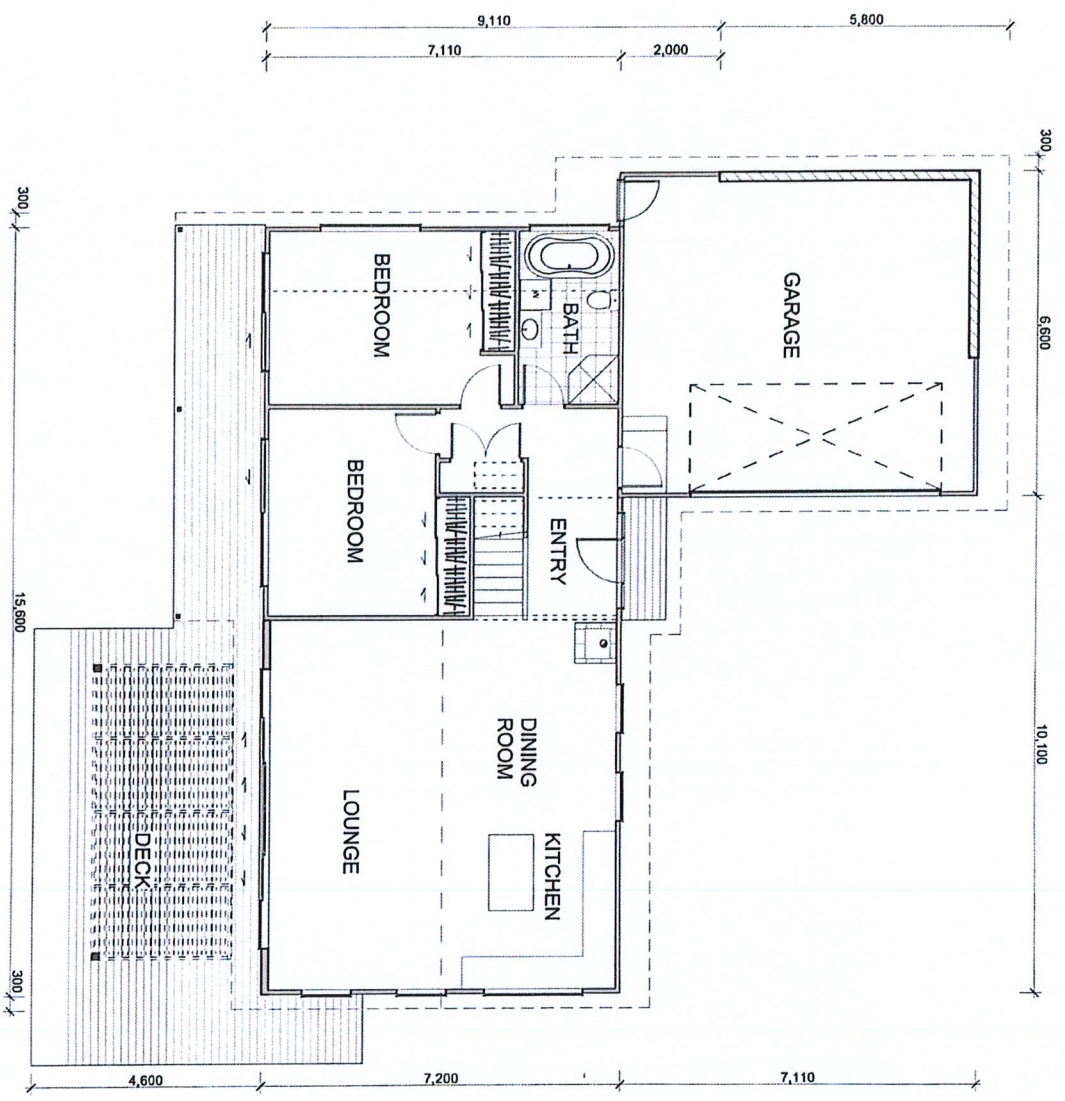 9,110
5,800
7,110
2,000
300
300
6,600
BEDROOM
BATH
GARAGE
BEDROOM
ENTRY
15,600
DINING
ROOM
10,100
LOUNGE
KITCHEN
DECK
300
4,600
7,200
7,110